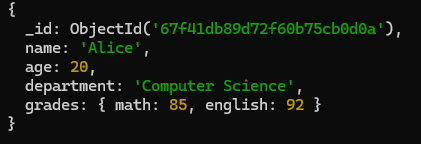 {
  _id: ObjectId('67f41db89d72f60b75cb0d0a'),
  name: 'Alice',
  age: 20,
  department: 'Computer Science',
  grades: { math: 85, english: 92 }
}